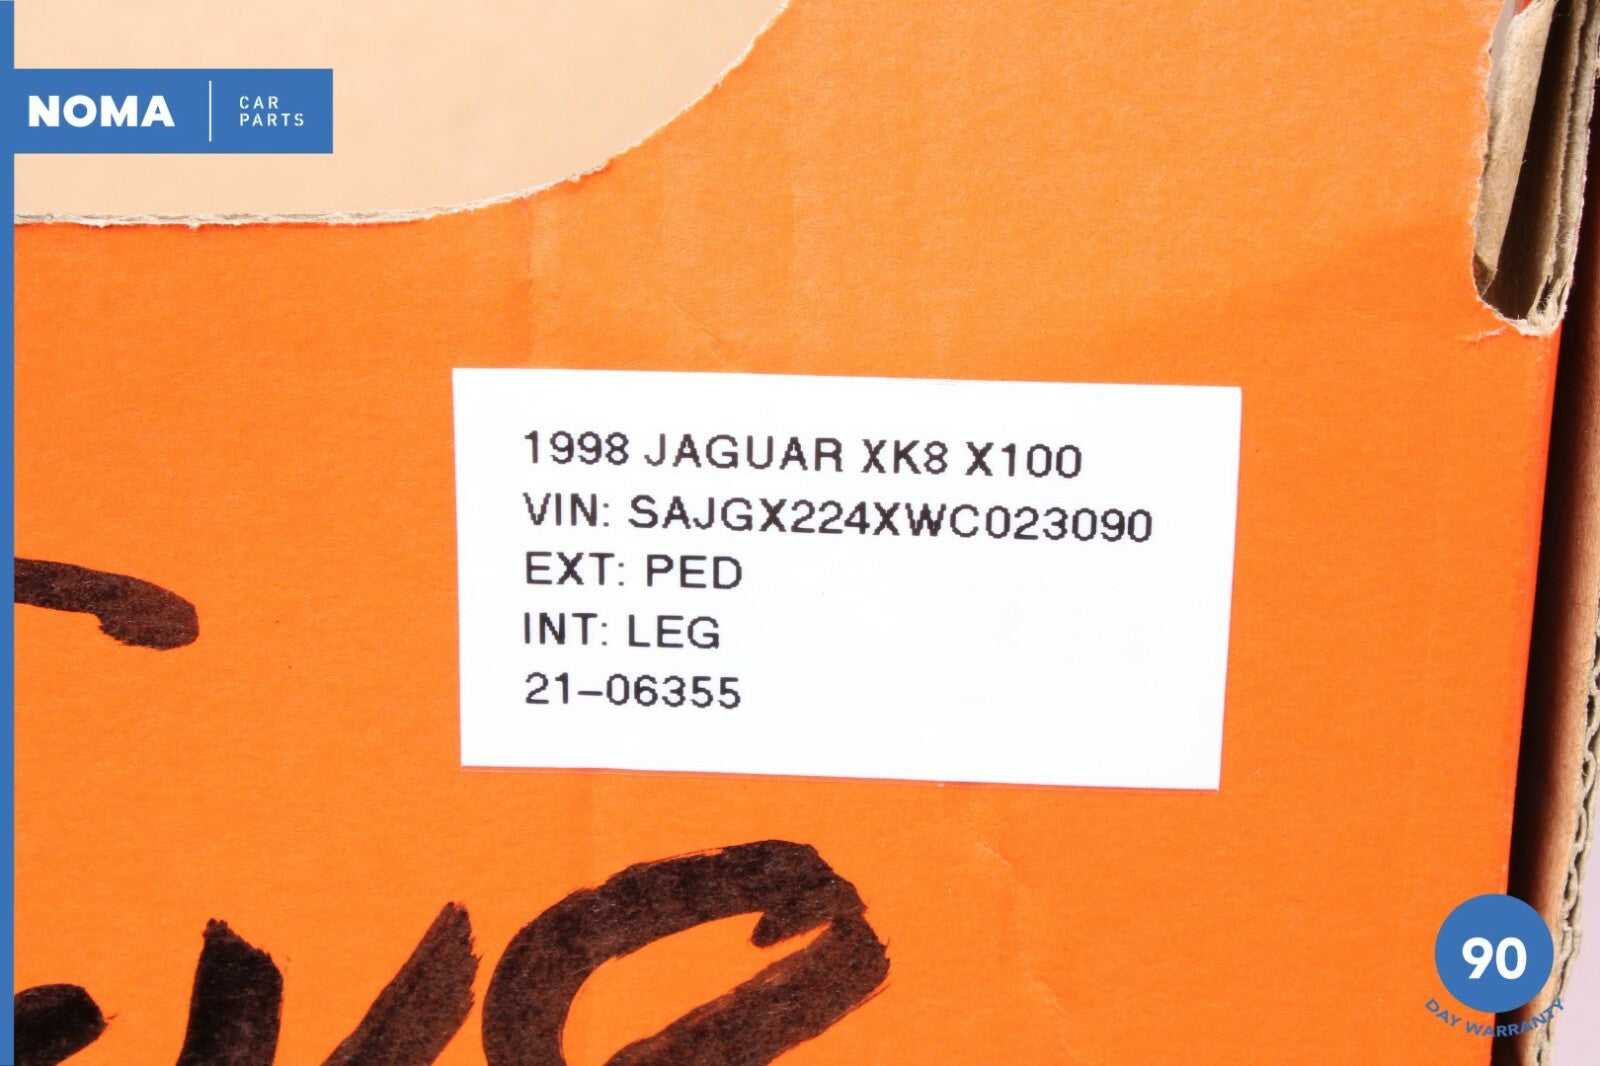 NOMA
CAR
PARTS
1998 JAGUAR XK8 X100
VIN: SAJGX224XWC023090
EXT: PED
INT: LEG
21-06355
90
DAY WARRANTY